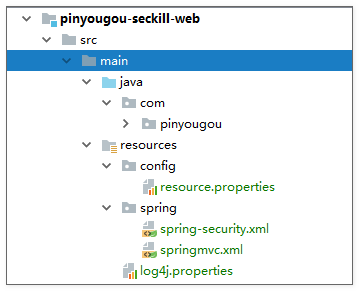 pinyougou-seckill-web
src
main
java
com
pinyougou
resources
config
resource.properties
spring
spring-security.xml
springmvc.xml
log4j.properties